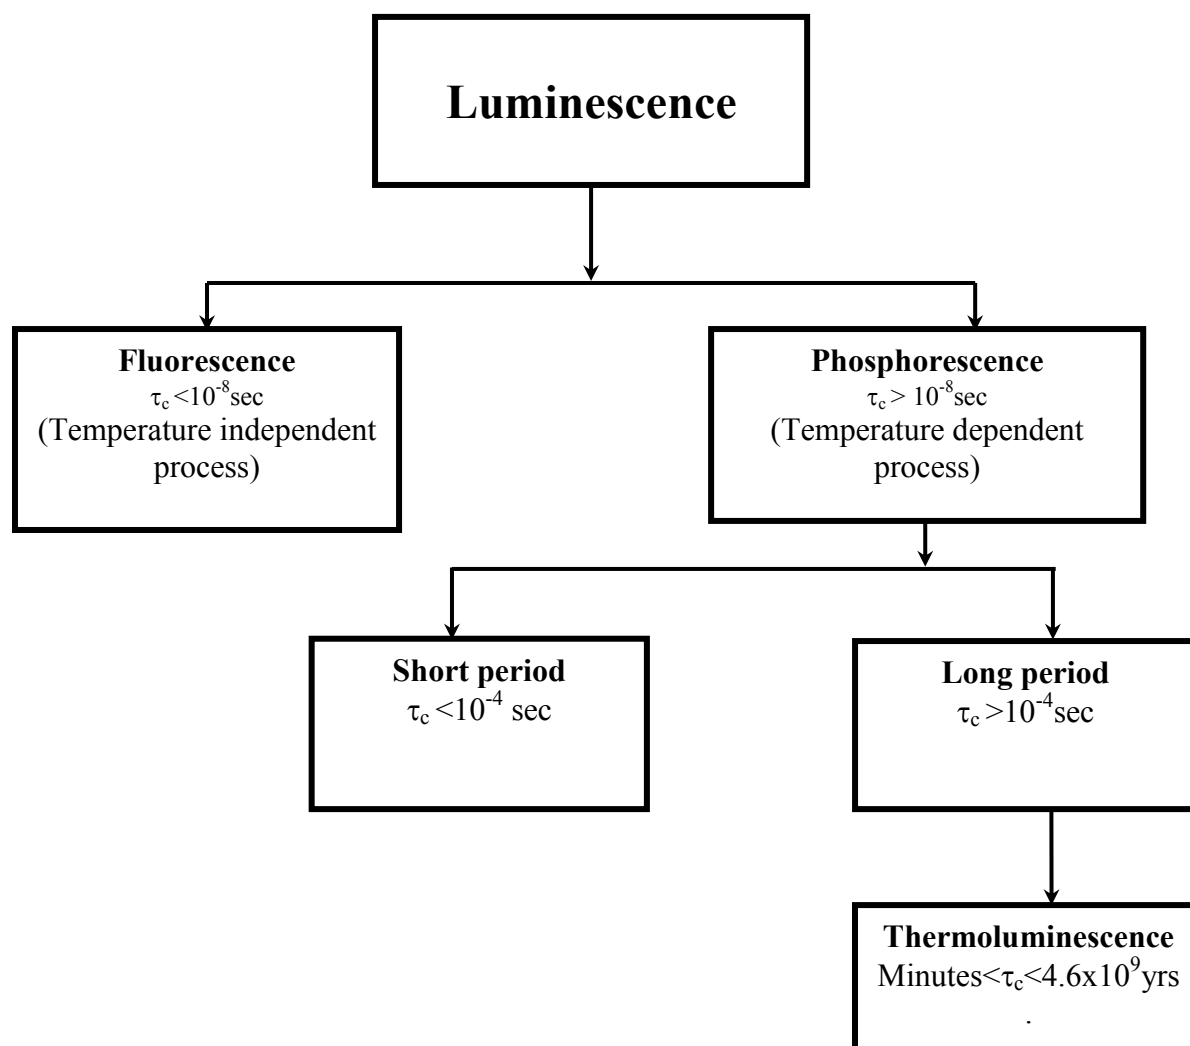 Luminescence
Fluorescence
τc <10-8sec
(Temperature independent
process)
Phosphorescence
τc > 10-8sec
(Temperature dependent
process)
Short period
τc <10-4 sec
Long period
τc >10-4sec
Thermoluminescence
Minutes<τc<4.6x109yrs
.